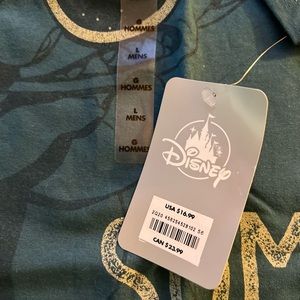 G
HOMMES
L
MENS
G
HOMMES
L
MENS
G
HOMMES
Disney
USA $16.99
CAN $23.99